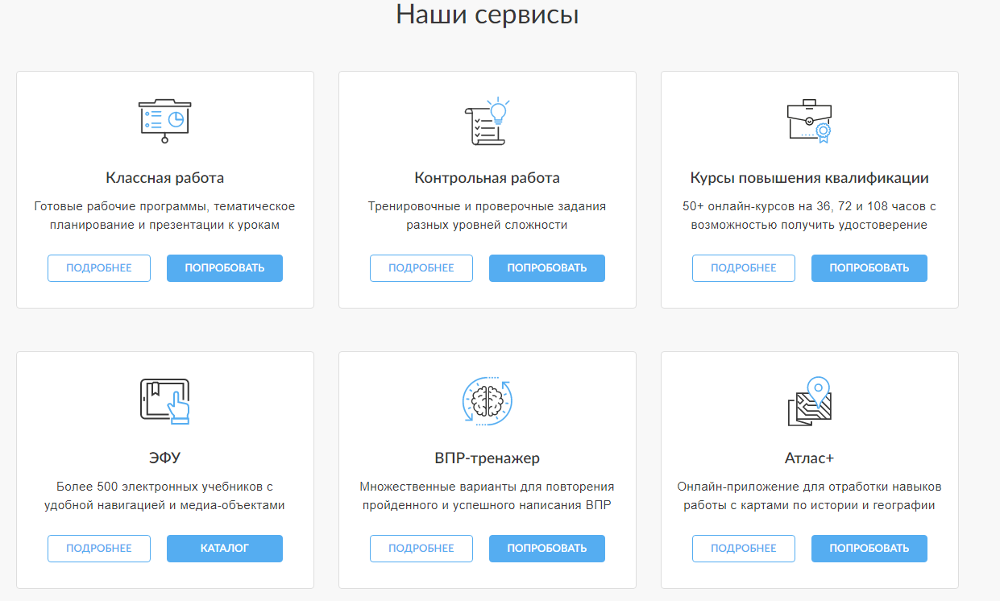 Наши сервисы
Классная работа
Готовые рабочие программы, тематическое
планирование и презентации к урокам
ПОДРОБНЕЕ
ПОПРОБОВАТЬ
Контрольная работа
Тренировочные и проверочные задания
разных уровней сложности
ПОДРОБНЕЕ
ПОПРОБОВАТЬ
Курсы повышения квалификации
50+ онлайн-курсов на 36, 72 и 108 часов с
возможностью получить удостоверение
ПОДРОБНЕЕ
ПОПРОБОВАТЬ
ЭФУ
Более 500 электронных учебников с
удобной навигацией и медиа-объектами
ПОДРОБНЕЕ
КАТАЛОГ
ВПР-тренажер
Множественные варианты для повторения
пройденного и успешного написания ВПР
ПОДРОБНЕЕ
ПОПРОБОВАТЬ
Атлас+
Онлайн-приложение для отработки навыков
работы с картами по истории и географии
ПОДРОБНЕЕ
ПОПРОБОВАТЬ